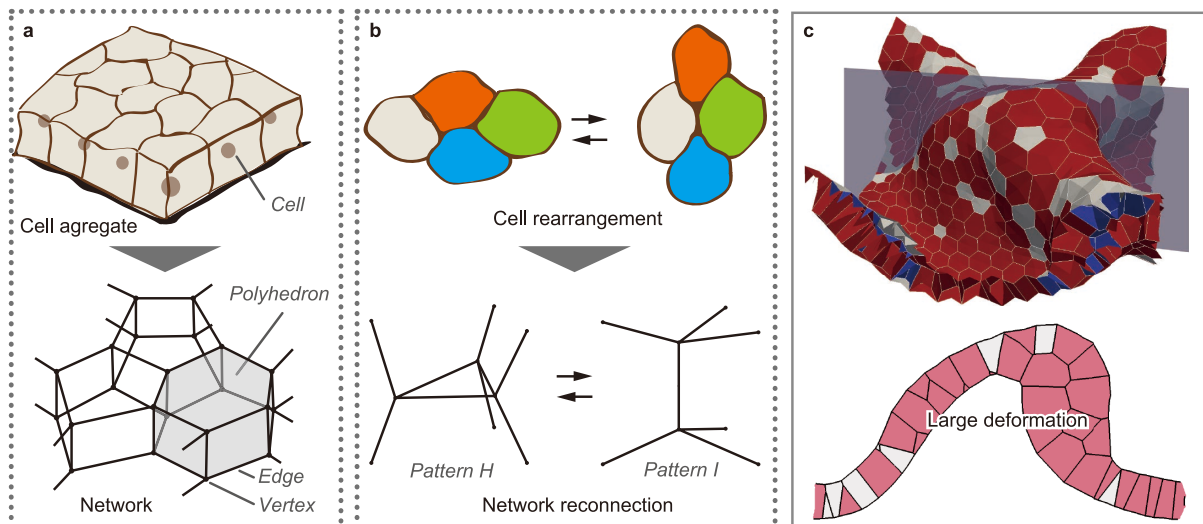 a
Cell
Cell agregate
Polyhedron
Edge
Vertex
Network
b
Cell rearrangement
Pattern H
Pattern I
Network reconnection
c
Large deformation